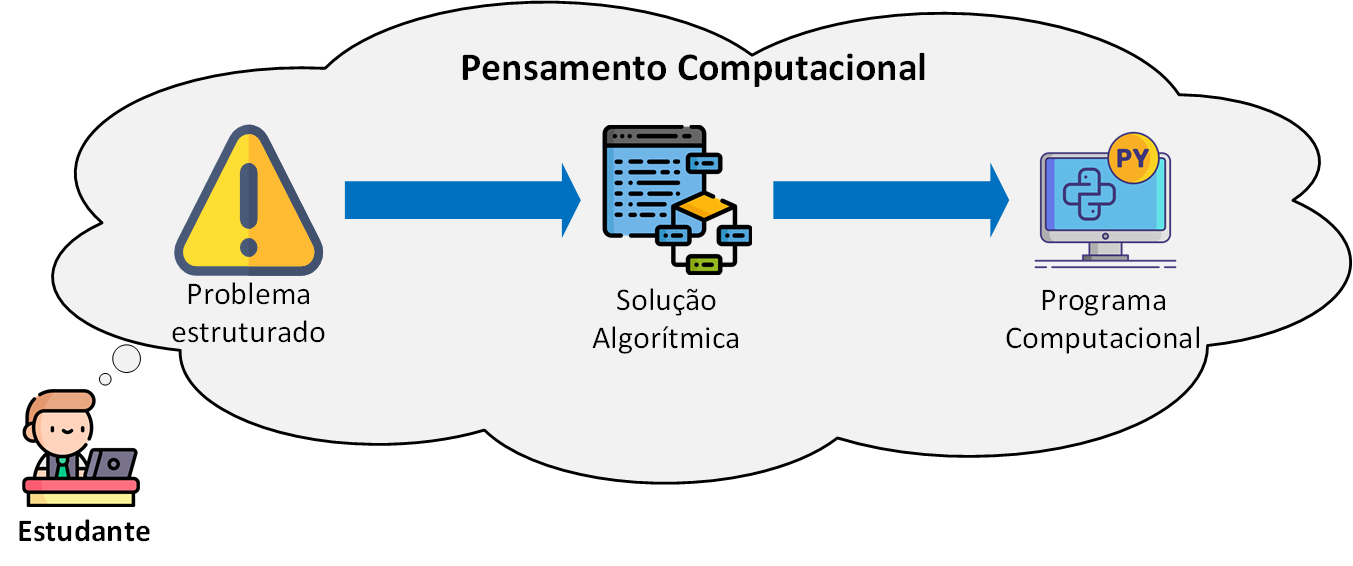 Pensamento Computacional
PY
Problema
estruturado
Solução
Algorítmica
Programa
Computacional
Estudante